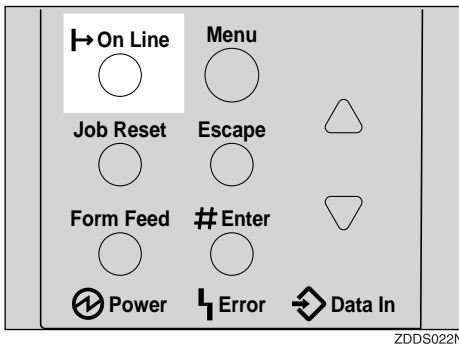 On Line Menu
Job Reset Escape
Form Feed # Enter
Power Error Data In
ZDDS022N